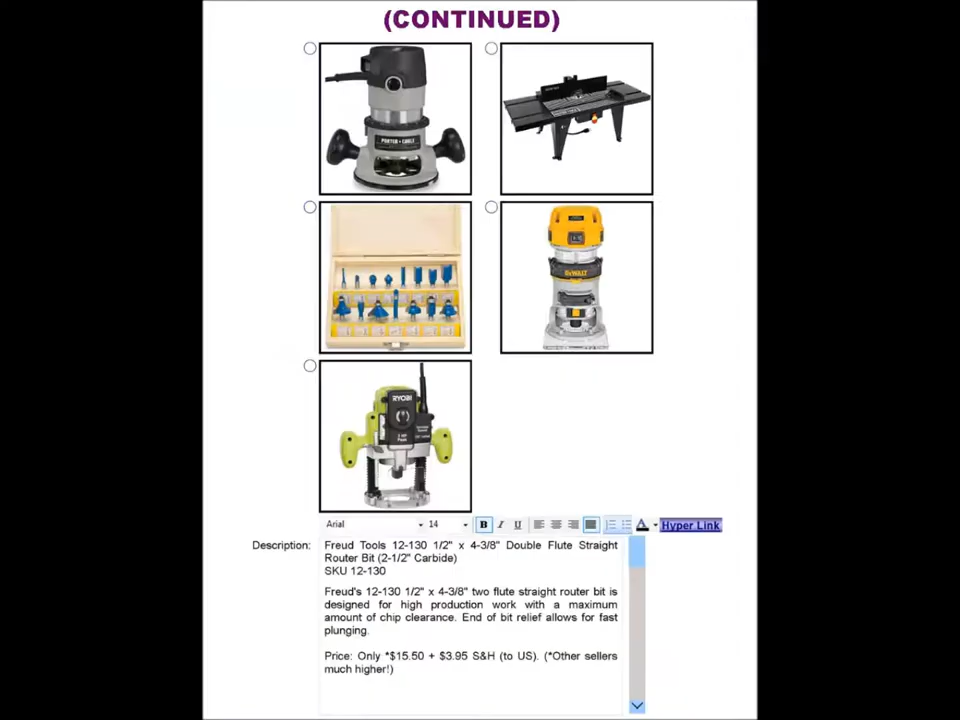 (CONTINUED)
PORTER+CABLE
DEWALT
RYOBI
Arial 14 B I U A Hyper Link
Description: Freud Tools 12-130 1/2" x 4-3/8" Double Flute Straight
Router Bit (2-1/2" Carbide)
SKU 12-130
Freud's 12-130 1/2" x 4-3/8" two flute straight router bit is
designed for high production work with a maximum
amount of chip clearance. End of bit relief allows for fast
plunging.
Price: Only *$15.50 + $3.95 S&H (to US). (*Other sellers
much higher!)